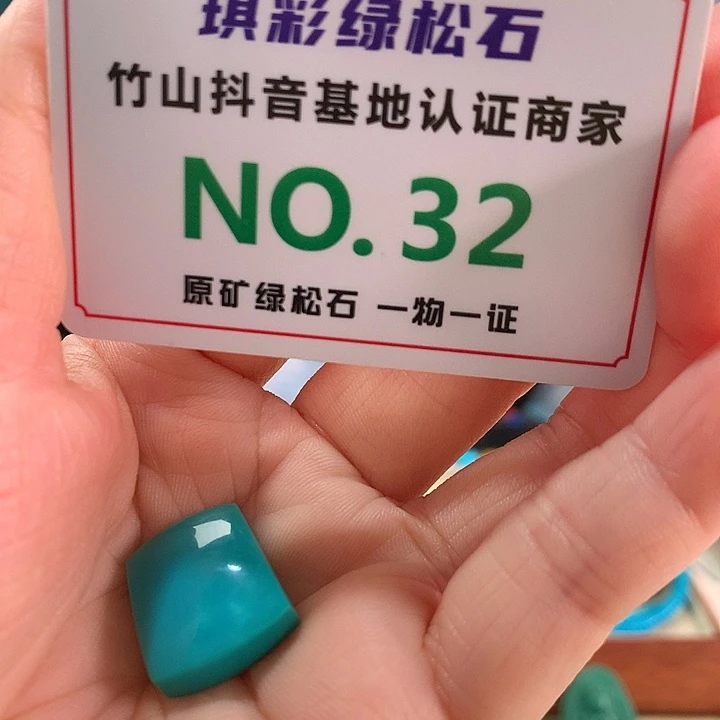 琪彩绿松石
竹山抖音基地认证商家
NO.32
原矿绿松石 一物一证